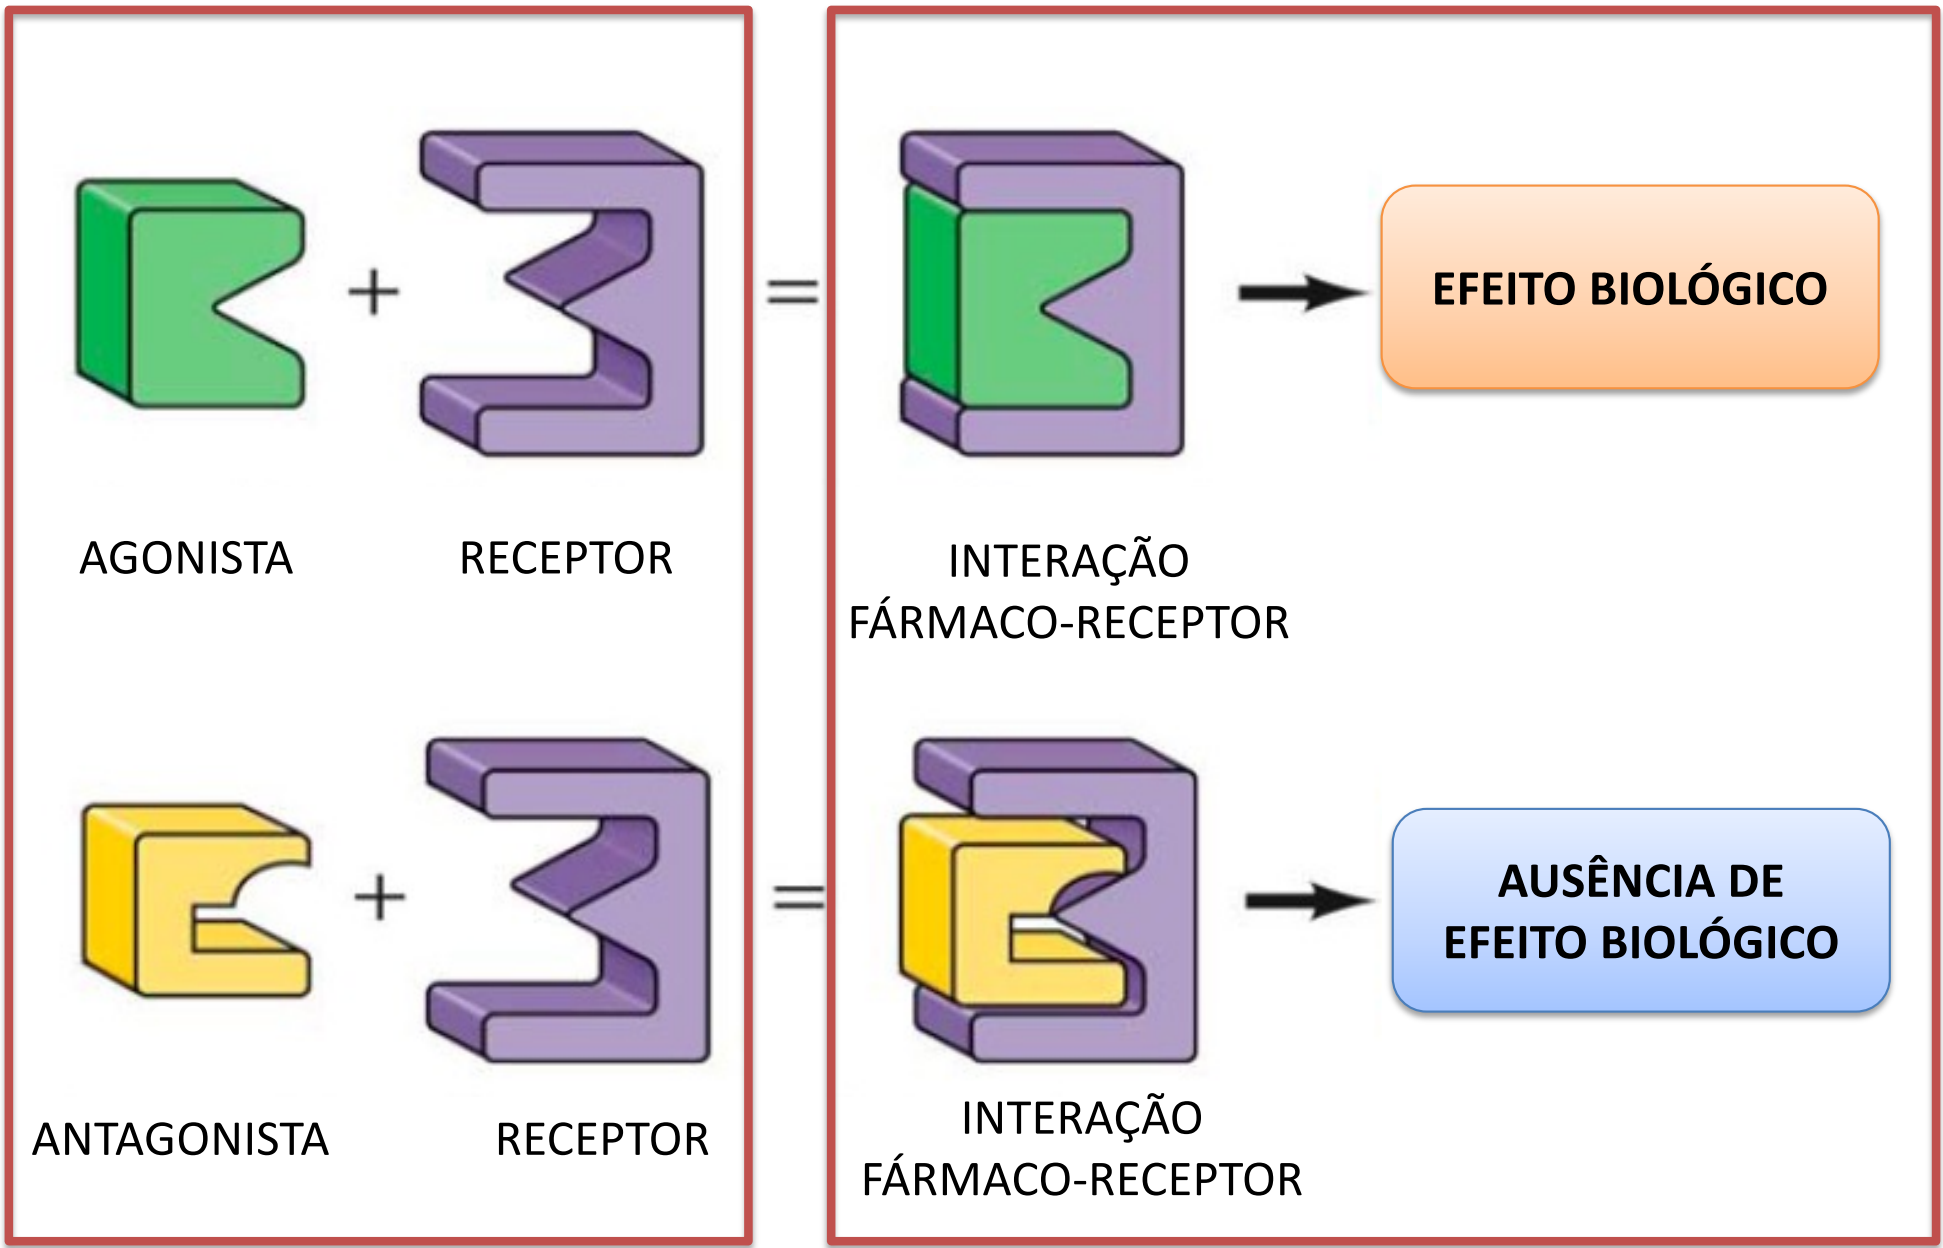 AGONISTA
+
RECEPTOR
=
INTERAÇÃO
FÁRMACO-RECEPTOR
EFEITO BIOLÓGICO
ANTAGONISTA
+
RECEPTOR
=
INTERAÇÃO
FÁRMACO-RECEPTOR
AUSÊNCIA DE
EFEITO BIOLÓGICO